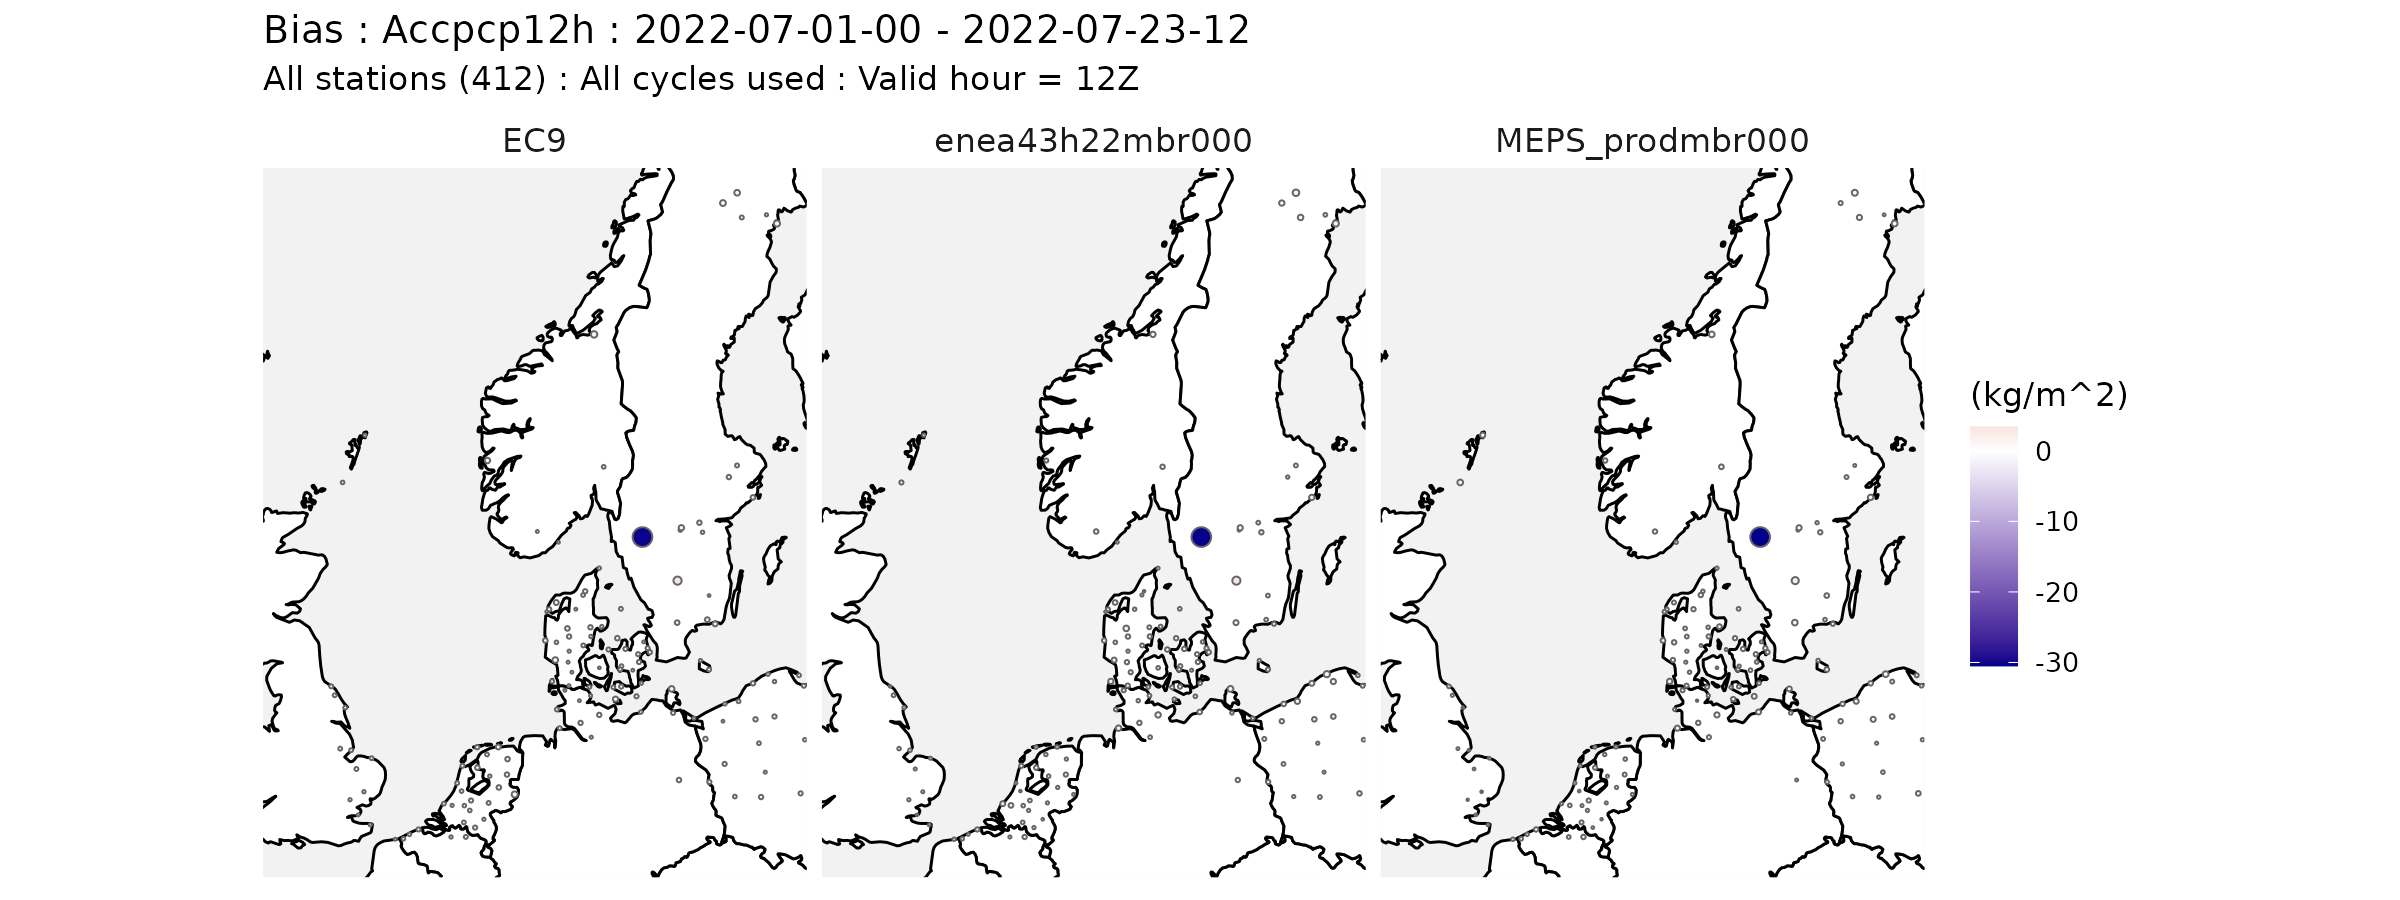 Bias : Accpcp12h : 2022-07-01-00 - 2022-07-23-12
All stations (412) : All cycles used : Valid hour = 12Z
EC9
enea43h22mbr000
MEPS_prodmbr000
(kg/m^2)
0
-10
-20
-30